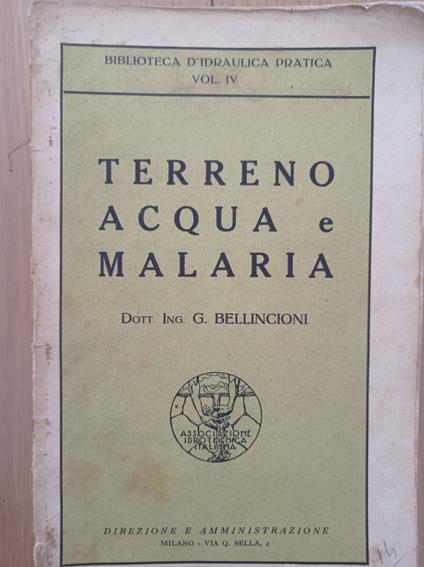 BIBLIOTECA D'IDRAULICA PRATICA
VOL. IV
TERRENO
ACQUA e
MALARIA
DOTT. ING. G. BELLINCIONI
ASSOCIAZIONE
IDROTECNICA
ITALIANA
DIREZIONE E AMMINISTRAZIONE
MILANO - VIA Q. SELLA, 2